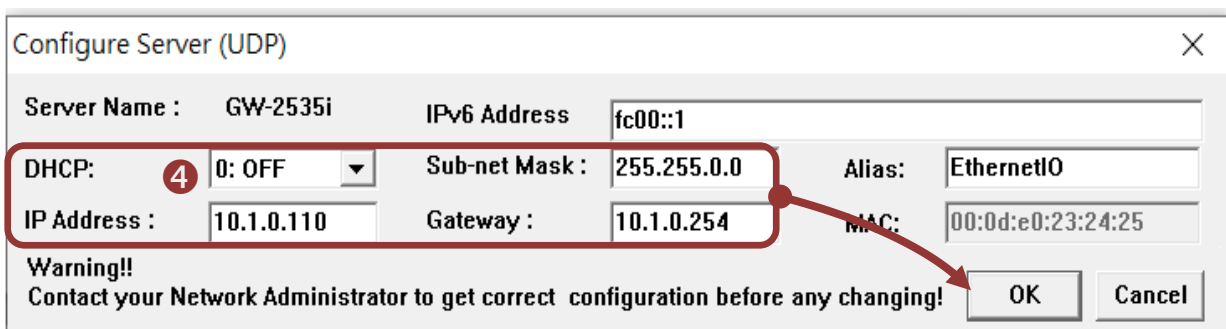 Configure Server (UDP)
Server Name : GW-2535i IPv6 Address fc00::1
DHCP: 4 0: OFF Sub-net Mask : 255.255.0.0 Alias: EthernetIO
IP Address : 10.1.0.110 Gateway : 10.1.0.254 MAC: 00:0d:e0:23:24:25
Warning!!
Contact your Network Administrator to get correct configuration before any changing! OK Cancel